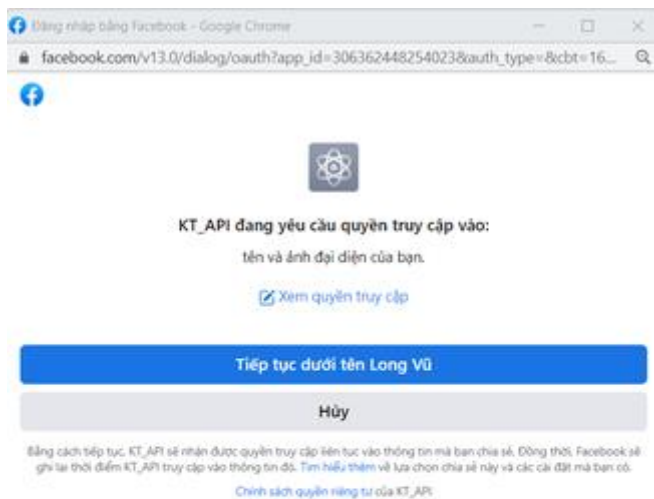 Đăng nhập bằng Facebook - Google Chrome
facebook.com/v13.0/dialog/oauth?app_id=306362448254023&auth_type=&cbt=16...
KT_API đang yêu cầu quyền truy cập vào:
tên và ảnh đại diện của bạn.
Xem quyền truy cập
Tiếp tục dưới tên Long Vũ
Hủy
Bằng cách tiếp tục, KT_API sẽ nhận được quyền truy cập liên tục vào thông tin mà bạn chia sẻ. Đồng thời, Facebook sẽ
ghi lại thời điểm KT_API truy cập vào thông tin đó. Tìm hiểu thêm về lựa chọn chia sẻ này và các cài đặt mà bạn có.
Chính sách quyền riêng tư của KT_API